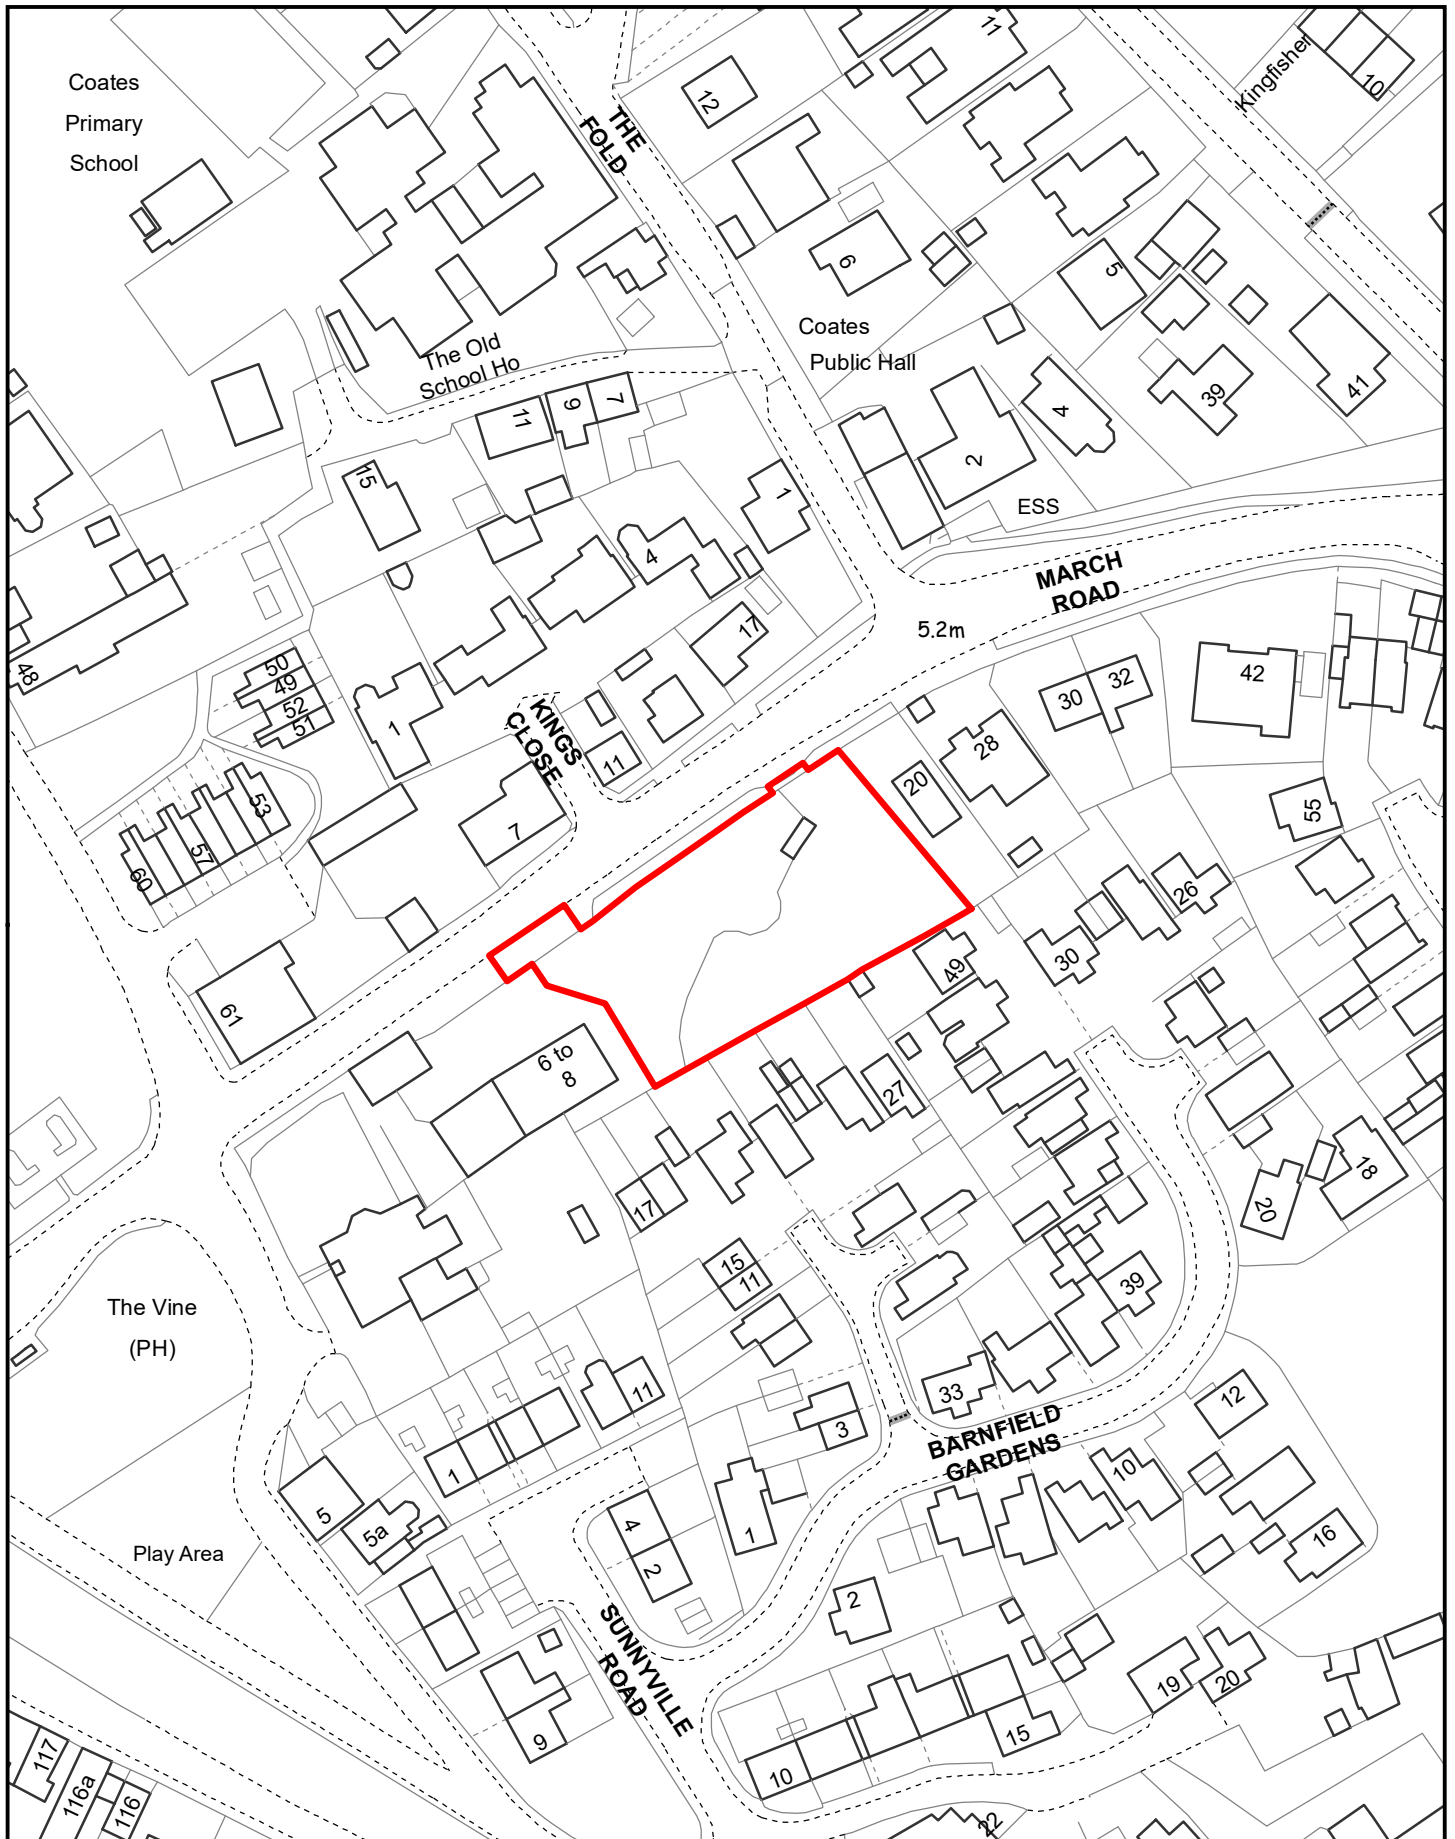 Coates
Primary
School
THE
FOLD
12
11
Kingfisher
10
6
5
Coates
Public Hall
The Old
School Ho
11
9
7
15
1
4
2
4
39
41
ESS
MARCH
ROAD
5.2m
48
50
49
52
51
1
17
KINGS
CLOSE
11
7
53
57
60
61
20
28
30
32
42
55
26
30
49
6 to
8
27
17
15
11
18
20
39
33
3
BARNFIELD
GARDENS
12
10
16
The Vine
(PH)
11
1
5
5a
Play Area
4
2
1
2
SUNNYVILLE
ROAD
9
10
15
19
20
22
117
116a
116